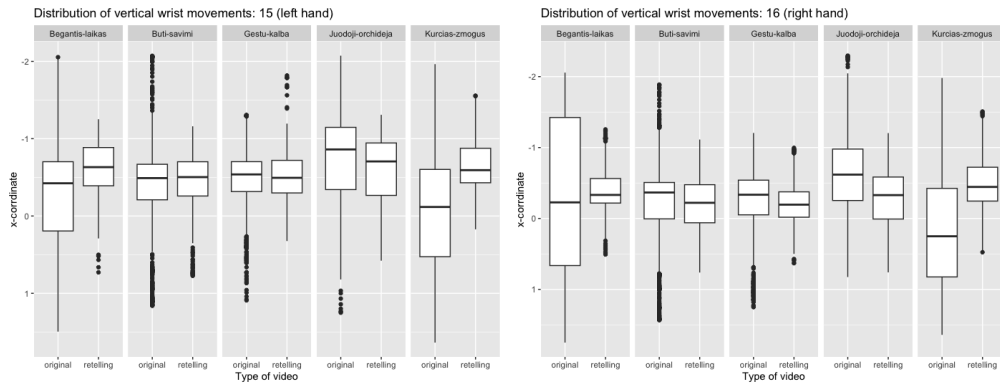 Distribution of vertical wrist movements: 15 (left hand)
Begantis-laikas Buti-savimi Gestu-kalba Juodoji-orchideja Kurcias-zmogus
-2
-1
0
1
x-corrdinate
original retelling original retelling original retelling original retelling original retelling
Type of video
Distribution of vertical wrist movements: 16 (right hand)
Begantis-laikas Buti-savimi Gestu-kalba Juodoji-orchideja Kurcias-zmogus
-2
-1
0
1
x-corrdinate
original retelling original retelling original retelling original retelling original retelling
Type of video